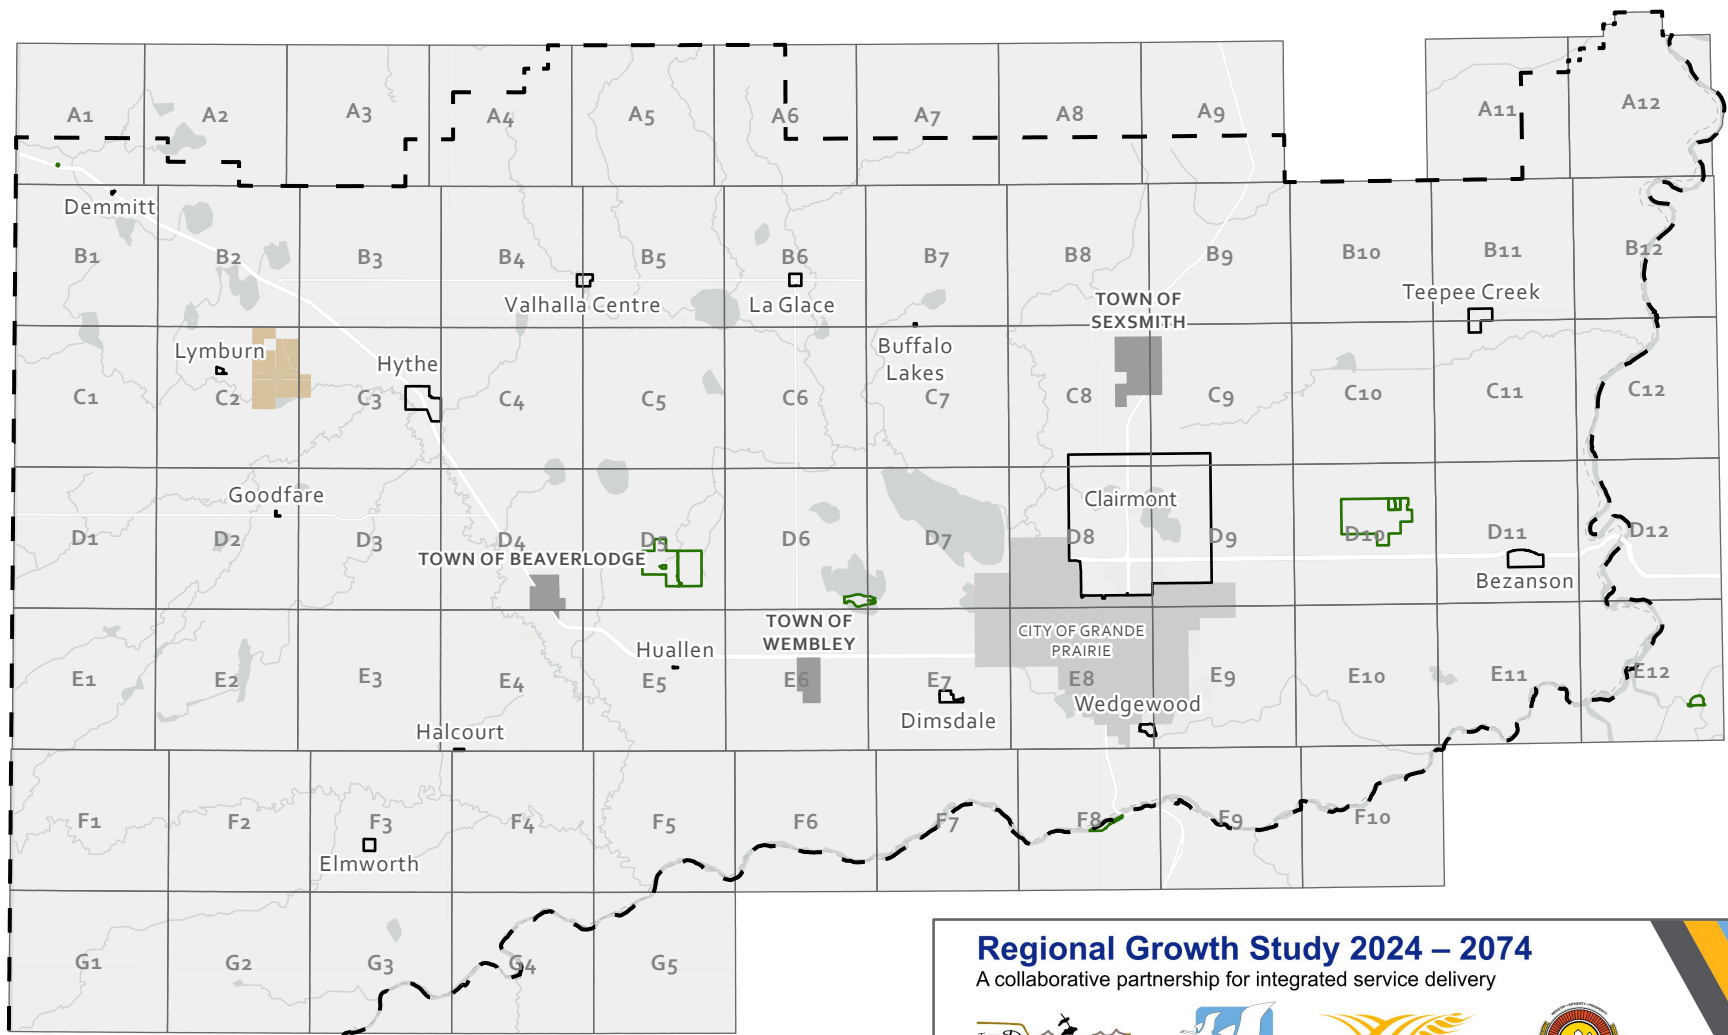 A1 A2 A3 A4 A5 A6 A7 A8 A9 A11 A12
Demmitt
B1 B2 B3 B4 B5 B6 B7 B8 B9 B10 B11 B12
Valhalla Centre
La Glace
TOWN OF
SEXSMITH
Teepee Creek
Lymburn
Hythe
Buffalo
Lakes
C1 C2 C3 C4 C5 C6 C7 C8 C9 C10 C11 C12
Goodfare
Clairmont
D1 D2 D3 D4 D5 D6 D7 D8 D9 D10 D11 D12
TOWN OF BEAVERLODGE
Bezanson
TOWN OF
WEMBLEY
CITY OF GRANDE
PRAIRIE
Huallen
E1 E2 E3 E4 E5 E6 E7 E8 E9 E10 E11 E12
Wedgewood
Dimsdale
Halcourt
F1 F2 F3 F4 F5 F6 F7 F8 F9 F10
Elmworth
G1 G2 G3 G4 G5
Regional Growth Study 2024 – 2074
A collaborative partnership for integrated service delivery